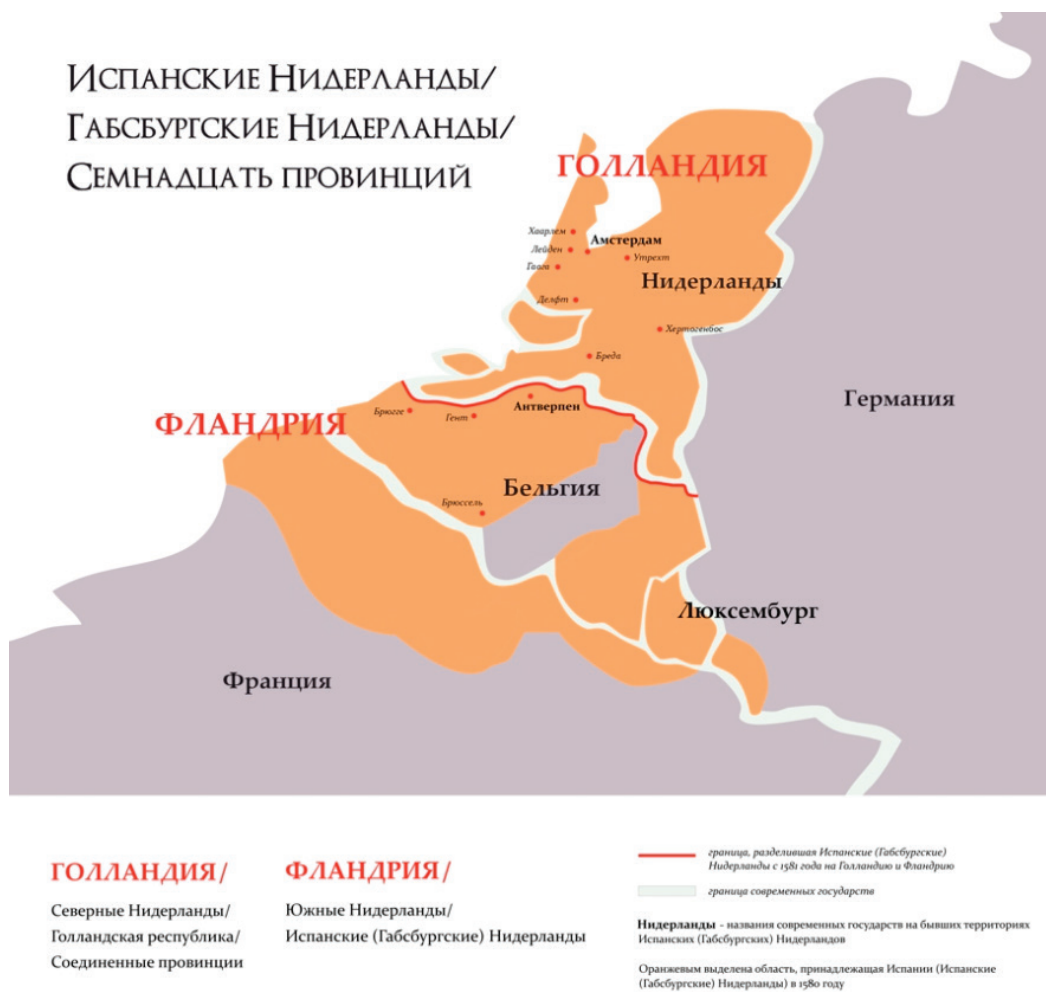 Испанские Нидерланды/
Габсбургские Нидерланды/
Семнадцать провинций
ГОЛЛАНДИЯ
Хаарлем
Амстердам
Лейден
Утрехт
Гаага
Нидерланды
Делфт
Хертогенбос
Бреда
Германия
Антверпен
Брюгге
Гент
ФЛАНДРИЯ
Бельгия
Брюссель
Люксембург
Франция
ГОЛЛАНДИЯ/
Северные Нидерланды/
Голландская республика/
Соединенные провинции
ФЛАНДРИЯ/
Южные Нидерланды/
Испанские (Габсбургские) Нидерланды
граница, разделившая Испанские (Габсбургские)
Нидерланды с 1581 года на Голландию и Фландрию
граница современных государств
Нидерланды - названия современных государств на бывших территориях
Испанских (Габсбургских) Нидерландов
Оранжевым выделена область, принадлежащая Испании (Испанские
(Габсбургские) Нидерланды) в 1580 году